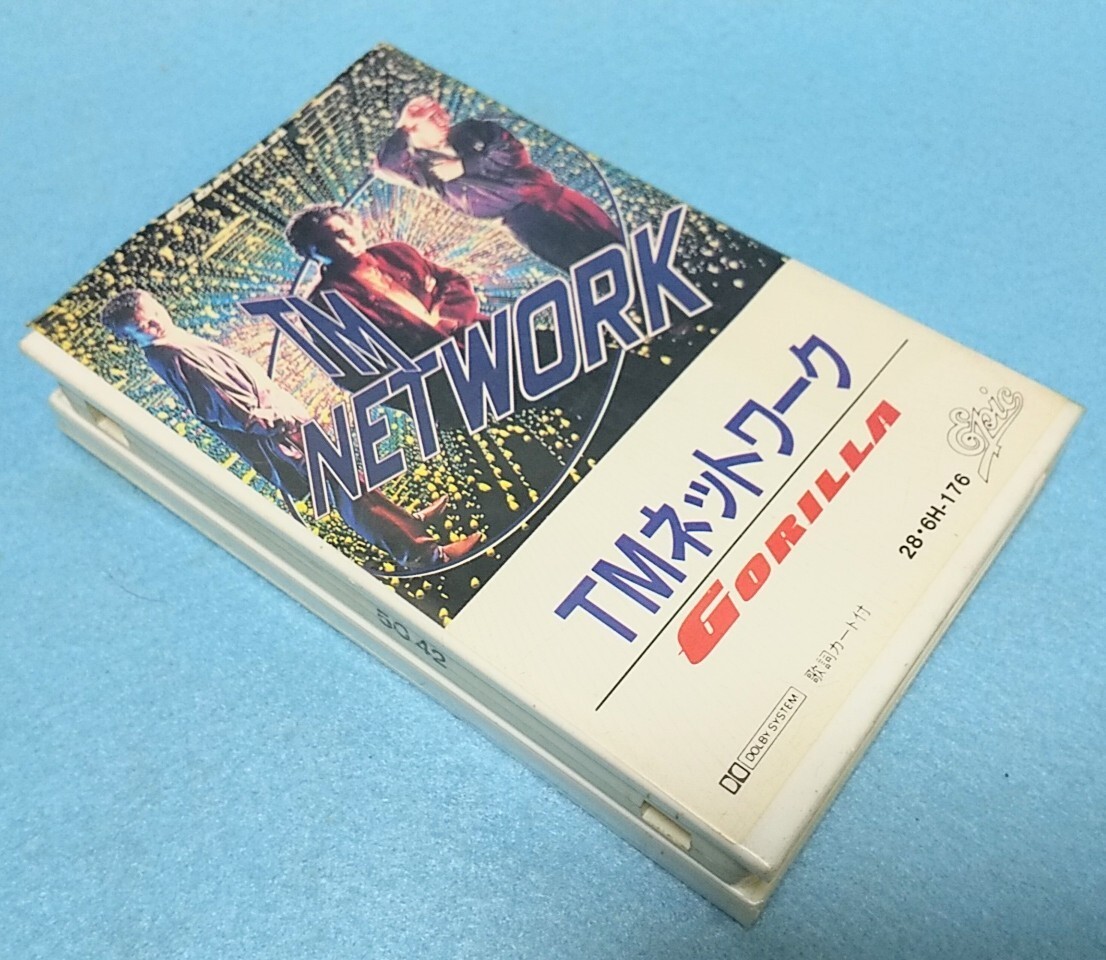 TM
NETWORK
TMネットワーク
GORILLA
Epic
28・6H-176
DOLBY SYSTEM
歌詞カード付
50 42